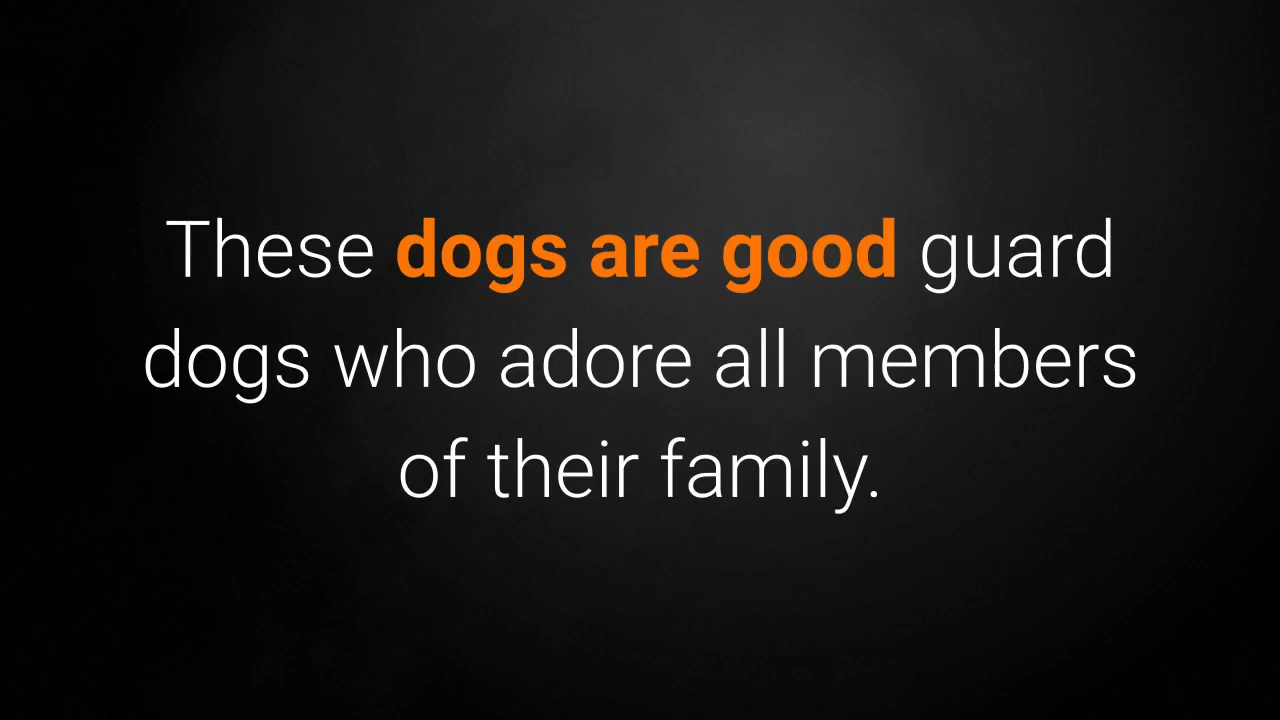 These dogs are good guard
dogs who adore all members
of their family.